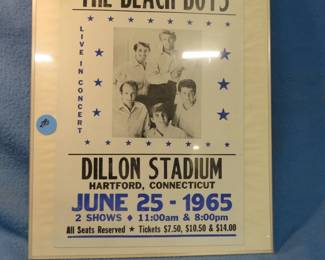 THE BEACH BOYS
LIVE IN CONCERT
DILLON STADIUM
HARTFORD, CONNECTICUT
JUNE 25 - 1965
2 SHOWS ♦ 11:00am & 8:00pm
All Seats Reserved ★ Tickets $7.50, $10.50 & $14.00